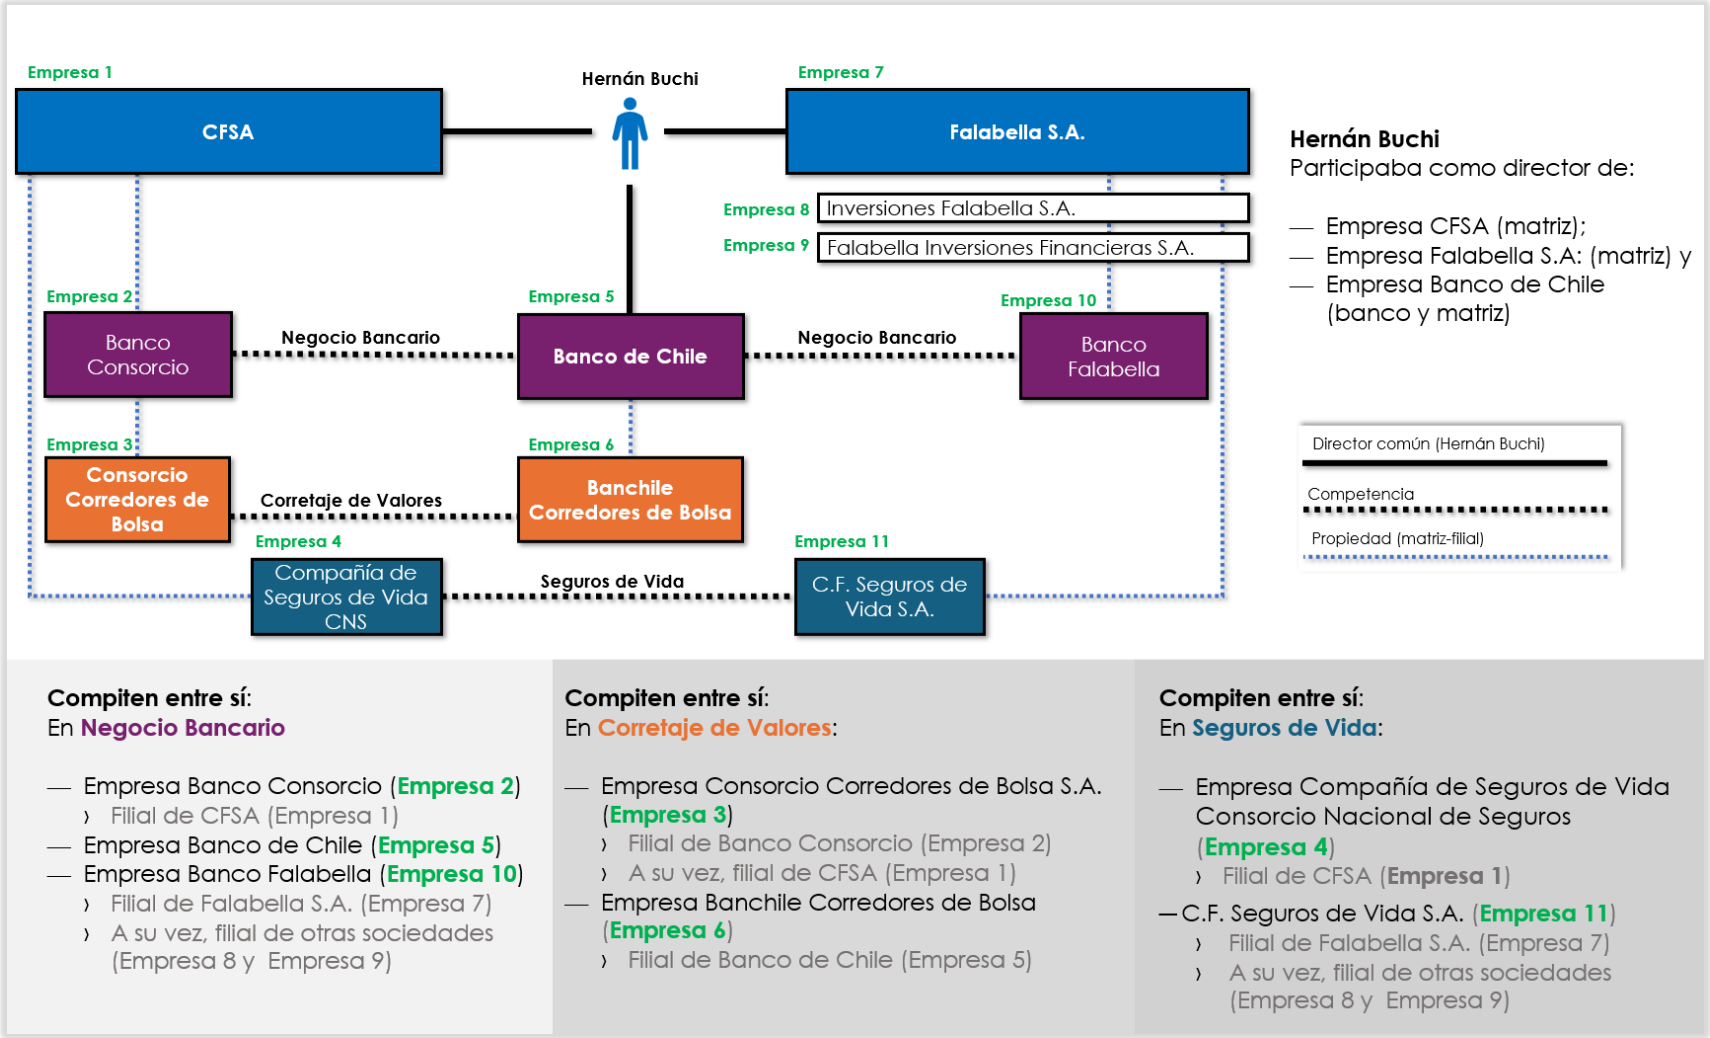 Empresa 1
Hernán Buchi
Empresa 7
CFSA
Falabella S.A.
Hernán Buchi
Participaba como director de:
— Empresa CFSA (matriz);
— Empresa Falabella S.A: (matriz) y
— Empresa Banco de Chile
(banco y matriz)
Empresa 8
Inversiones Falabella S.A.
Empresa 9
Falabella Inversiones Financieras S.A.
Empresa 2
Empresa 5
Empresa 10
Banco
Consorcio
Negocio Bancario
Banco de Chile
Negocio Bancario
Banco
Falabella
Empresa 3
Empresa 6
Consorcio
Corredores de
Bolsa
Corretaje de Valores
Banchile
Corredores de Bolsa
Director común (Hernán Buchi)
Competencia
Propiedad (matriz-filial)
Empresa 4
Empresa 11
Compañía de
Seguros de Vida
CNS
Seguros de Vida
C.F. Seguros de
Vida S.A.
Compiten entre sí:
En Negocio Bancario
— Empresa Banco Consorcio (Empresa 2)
› Filial de CFSA (Empresa 1)
— Empresa Banco de Chile (Empresa 5)
— Empresa Banco Falabella (Empresa 10)
› Filial de Falabella S.A. (Empresa 7)
› A su vez, filial de otras sociedades
(Empresa 8 y Empresa 9)
Compiten entre sí:
En Corretaje de Valores:
— Empresa Consorcio Corredores de Bolsa S.A.
(Empresa 3)
› Filial de Banco Consorcio (Empresa 2)
› A su vez, filial de CFSA (Empresa 1)
— Empresa Banchile Corredores de Bolsa
(Empresa 6)
› Filial de Banco de Chile (Empresa 5)
Compiten entre sí:
En Seguros de Vida:
— Empresa Compañía de Seguros de Vida
Consorcio Nacional de Seguros
(Empresa 4)
› Filial de CFSA (Empresa 1)
— C.F. Seguros de Vida S.A. (Empresa 11)
› Filial de Falabella S.A. (Empresa 7)
› A su vez, filial de otras sociedades
(Empresa 8 y Empresa 9)